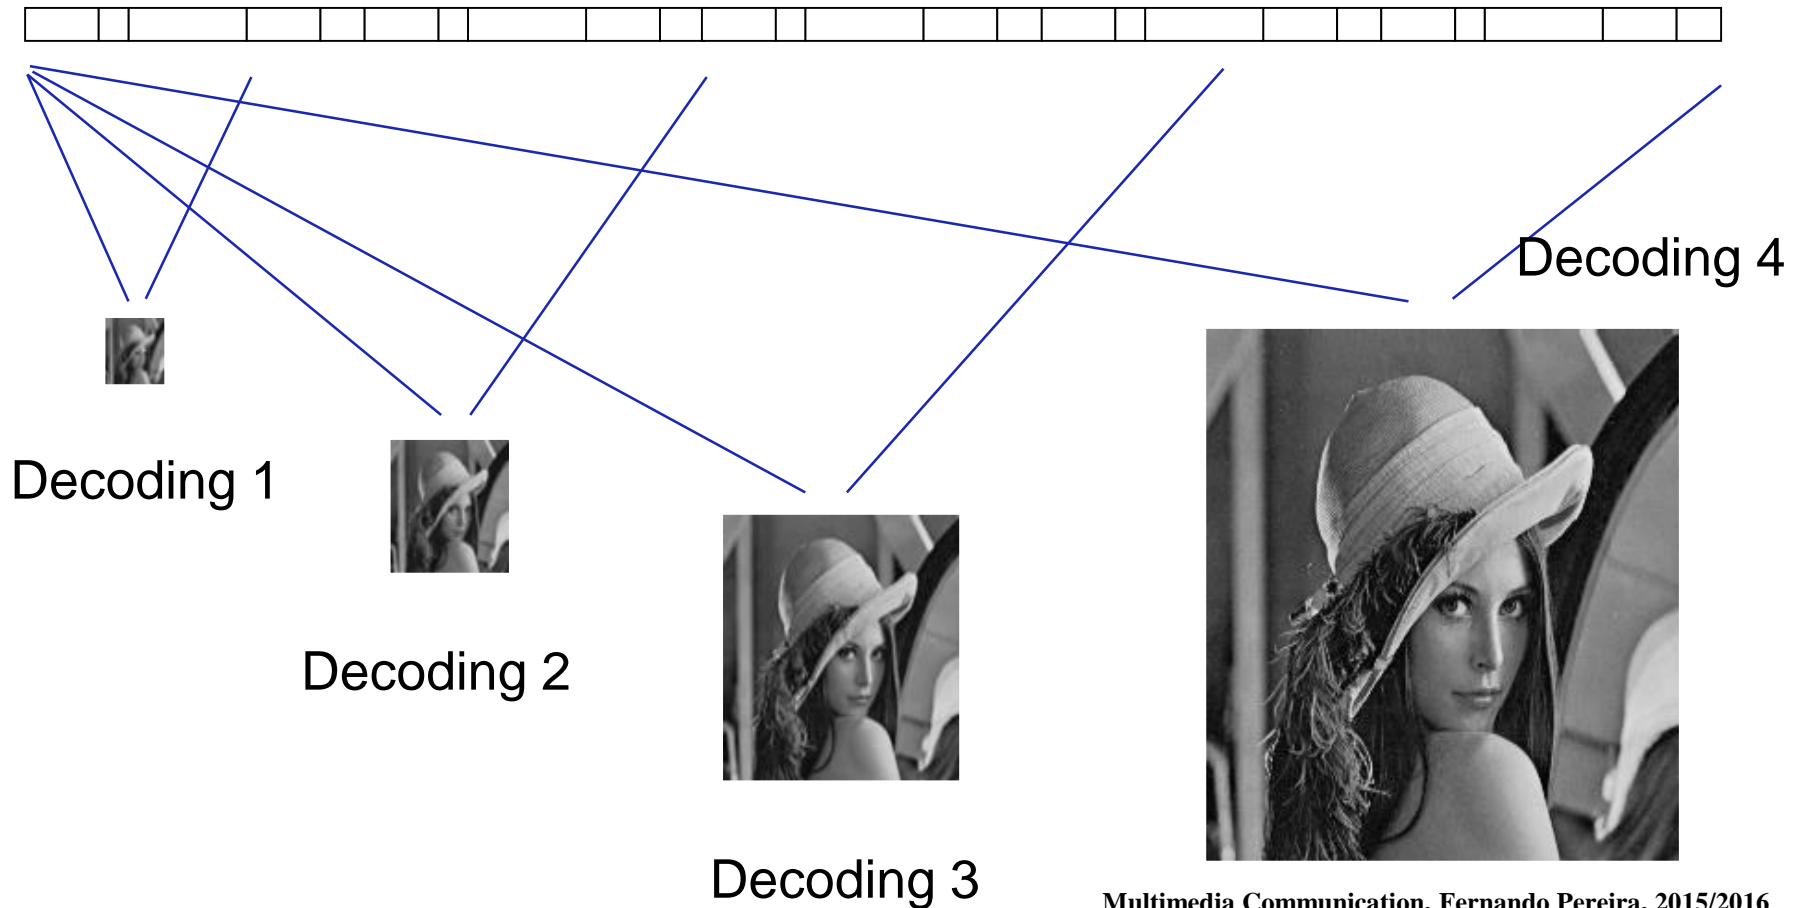 Decoding 4
Decoding 1
Decoding 2
Decoding 3
Multimedia Communication, Fernando Pereira, 2015/2016